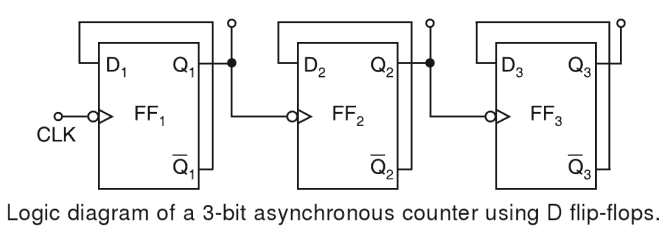 D₁ Q₁ D₂ Q₂ D₃ Q₃
CLK FF₁ FF₂ FF₃
Q̅₁ Q̅₂ Q̅₃
Logic diagram of a 3-bit asynchronous counter using D flip-flops.